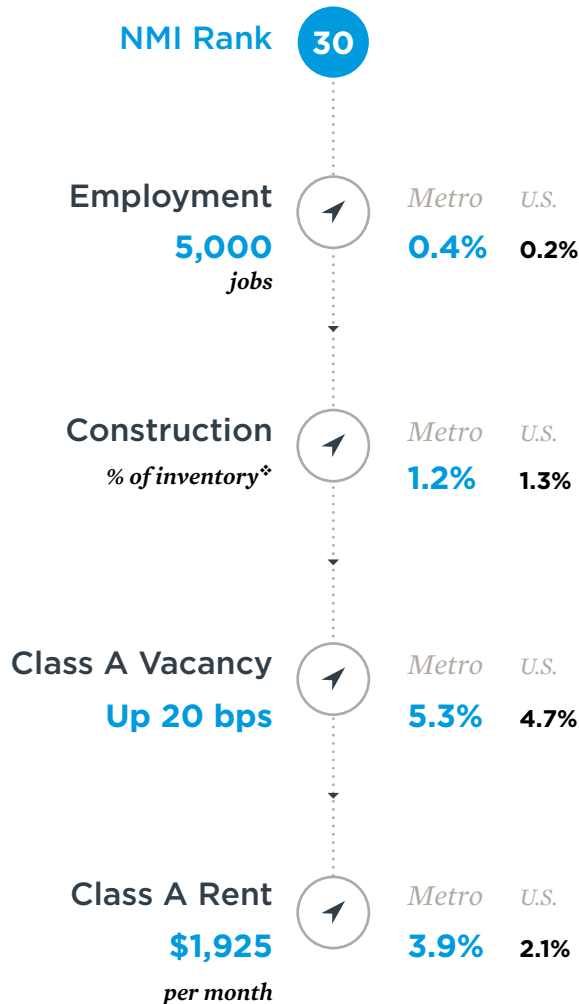 NMI Rank 30
Employment Metro U.S.
5,000 0.4% 0.2%
jobs
Construction Metro U.S.
% of inventory❖ 1.2% 1.3%
Class A Vacancy Metro U.S.
Up 20 bps 5.3% 4.7%
Class A Rent Metro U.S.
$1,925 3.9% 2.1%
per month